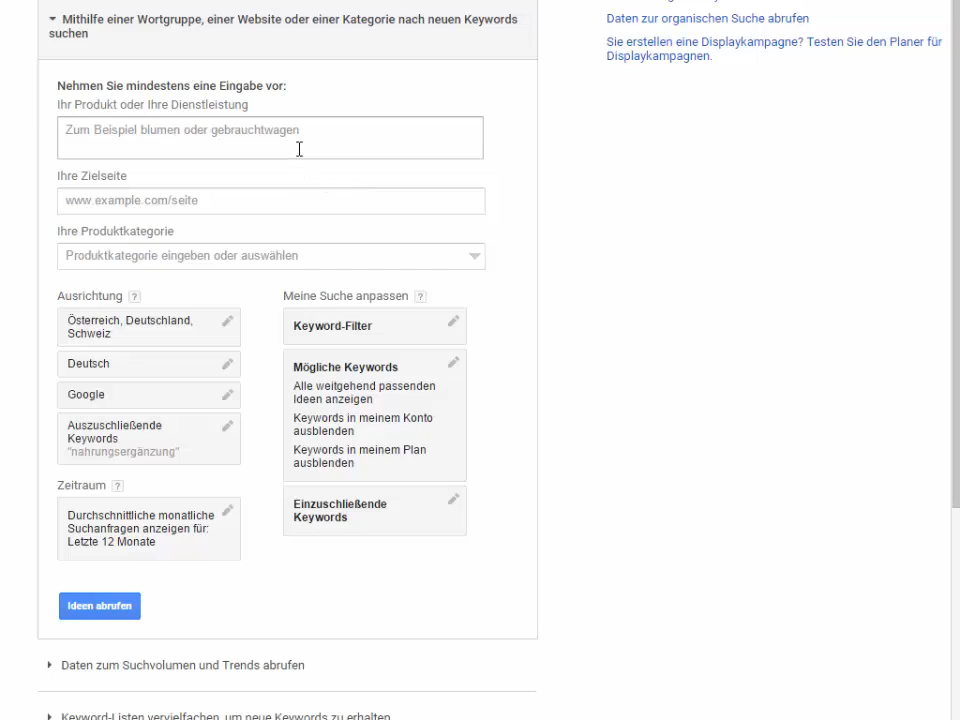 Mithilfe einer Wortgruppe, einer Website oder einer Kategorie nach neuen Keywords
suchen
Daten zur organischen Suche abrufen
Sie erstellen eine Displaykampagne? Testen Sie den Planer für
Displaykampagnen.
Nehmen Sie mindestens eine Eingabe vor:
Ihr Produkt oder Ihre Dienstleistung
Zum Beispiel blumen oder gebrauchtwagen
Ihre Zielseite
www.example.com/seite
Ihre Produktkategorie
Produktkategorie eingeben oder auswählen
Ausrichtung ?
Österreich, Deutschland,
Schweiz
Deutsch
Google
Auszuschließende
Keywords
"nahrungsergänzung"
Zeitraum ?
Durchschnittliche monatliche
Suchanfragen anzeigen für:
Letzte 12 Monate
Meine Suche anpassen ?
Keyword-Filter
Mögliche Keywords
Alle weitgehend passenden
Ideen anzeigen
Keywords in meinem Konto
ausblenden
Keywords in meinem Plan
ausblenden
Einzuschließende
Keywords
Ideen abrufen
Daten zum Suchvolumen und Trends abrufen
Keyword-Listen vervielfachen, um neue Keywords zu erhalten